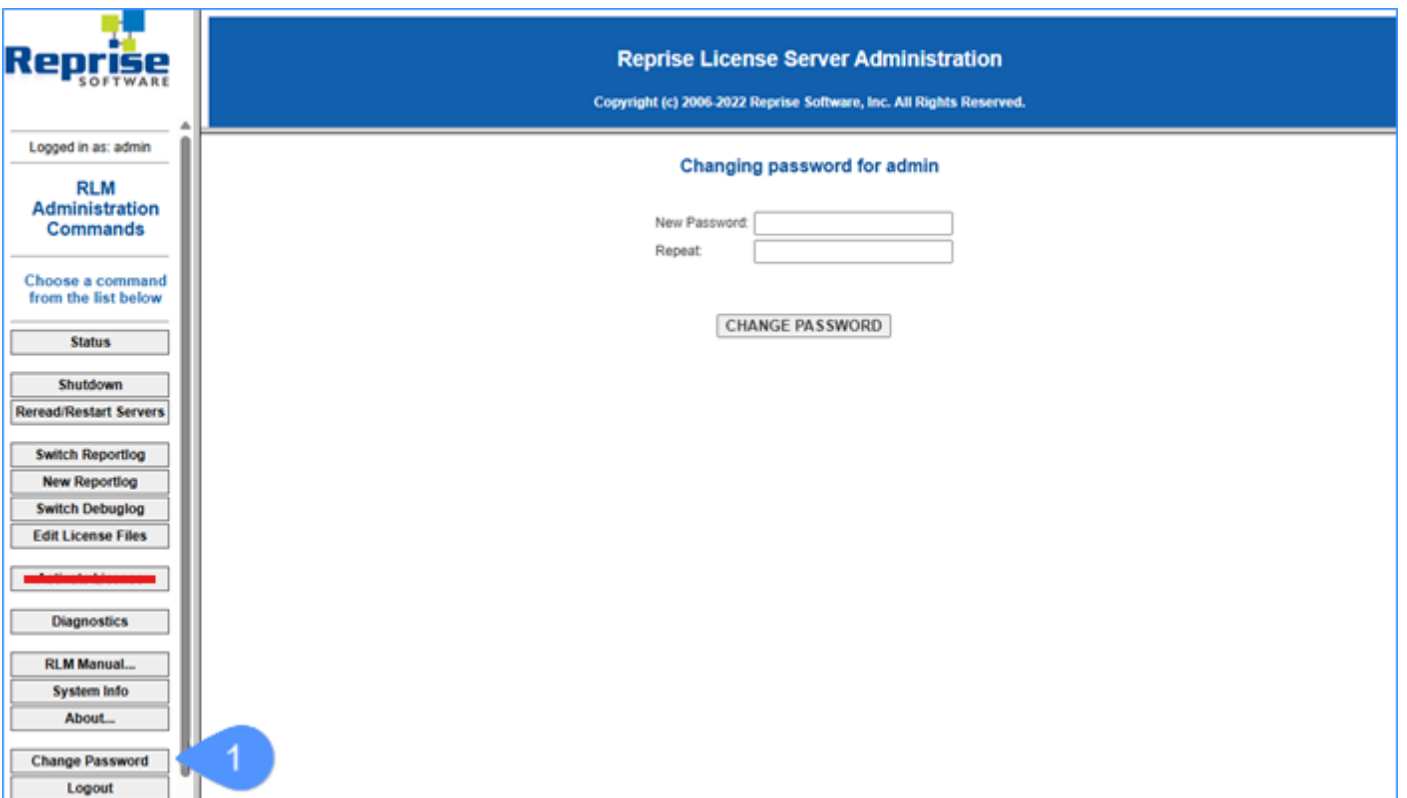 Reprise
SOFTWARE
Reprise License Server Administration
Copyright (c) 2006-2022 Reprise Software, Inc. All Rights Reserved.
Logged in as: admin
RLM
Administration
Commands
Choose a command
from the list below
Status
Shutdown
Reread/Restart Servers
Switch Reportlog
New Reportlog
Switch Debuglog
Edit License Files
Diagnostics
RLM Manual...
System Info
About...
Change Password
Logout
1
Changing password for admin
New Password:
Repeat:
CHANGE PASSWORD